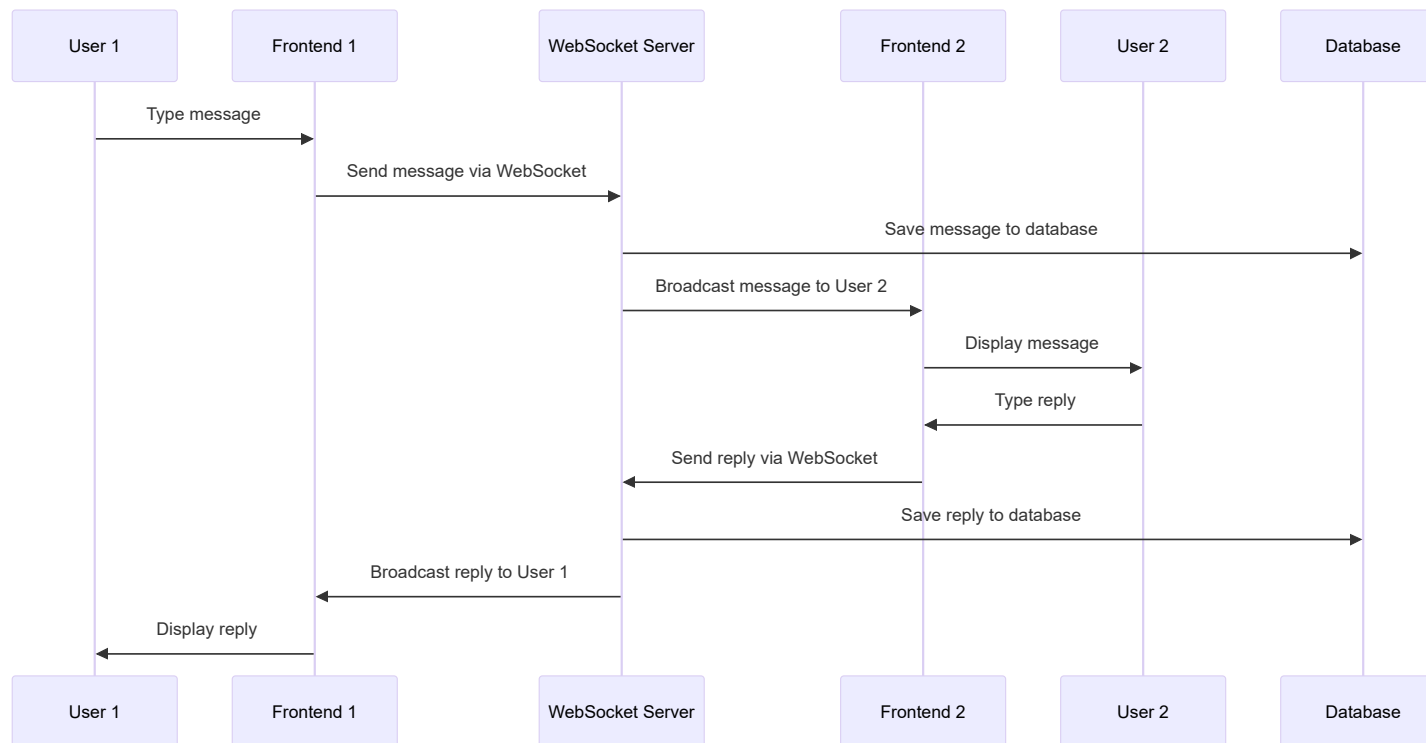 User 1
Frontend 1
WebSocket Server
Frontend 2
User 2
Database
Type message
Send message via WebSocket
Save message to database
Broadcast message to User 2
Display message
Type reply
Send reply via WebSocket
Save reply to database
Broadcast reply to User 1
Display reply
User 1
Frontend 1
WebSocket Server
Frontend 2
User 2
Database